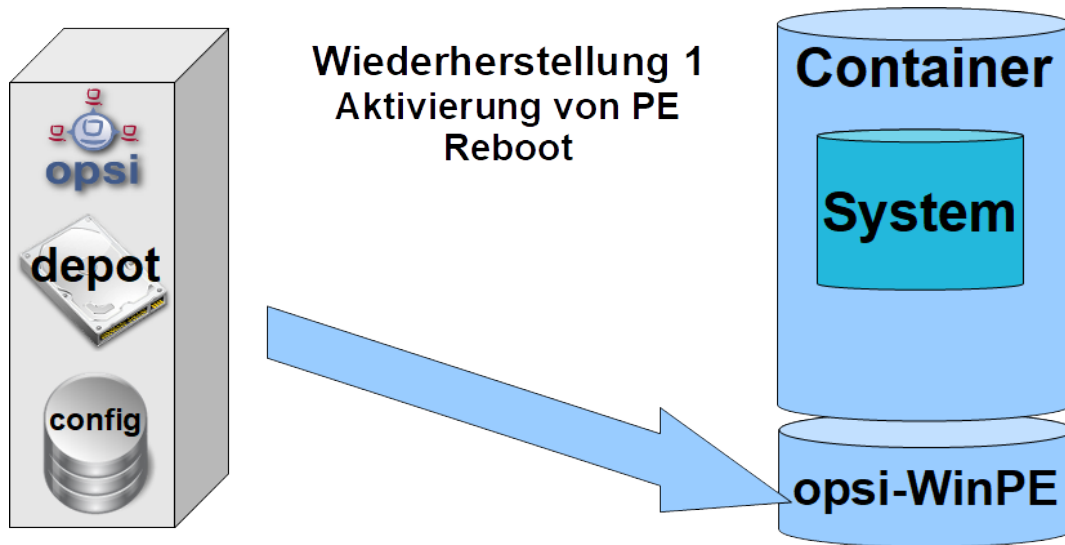 opsi
depot
config
Wiederherstellung 1
Aktivierung von PE
Reboot
Container
System
opsi-WinPE